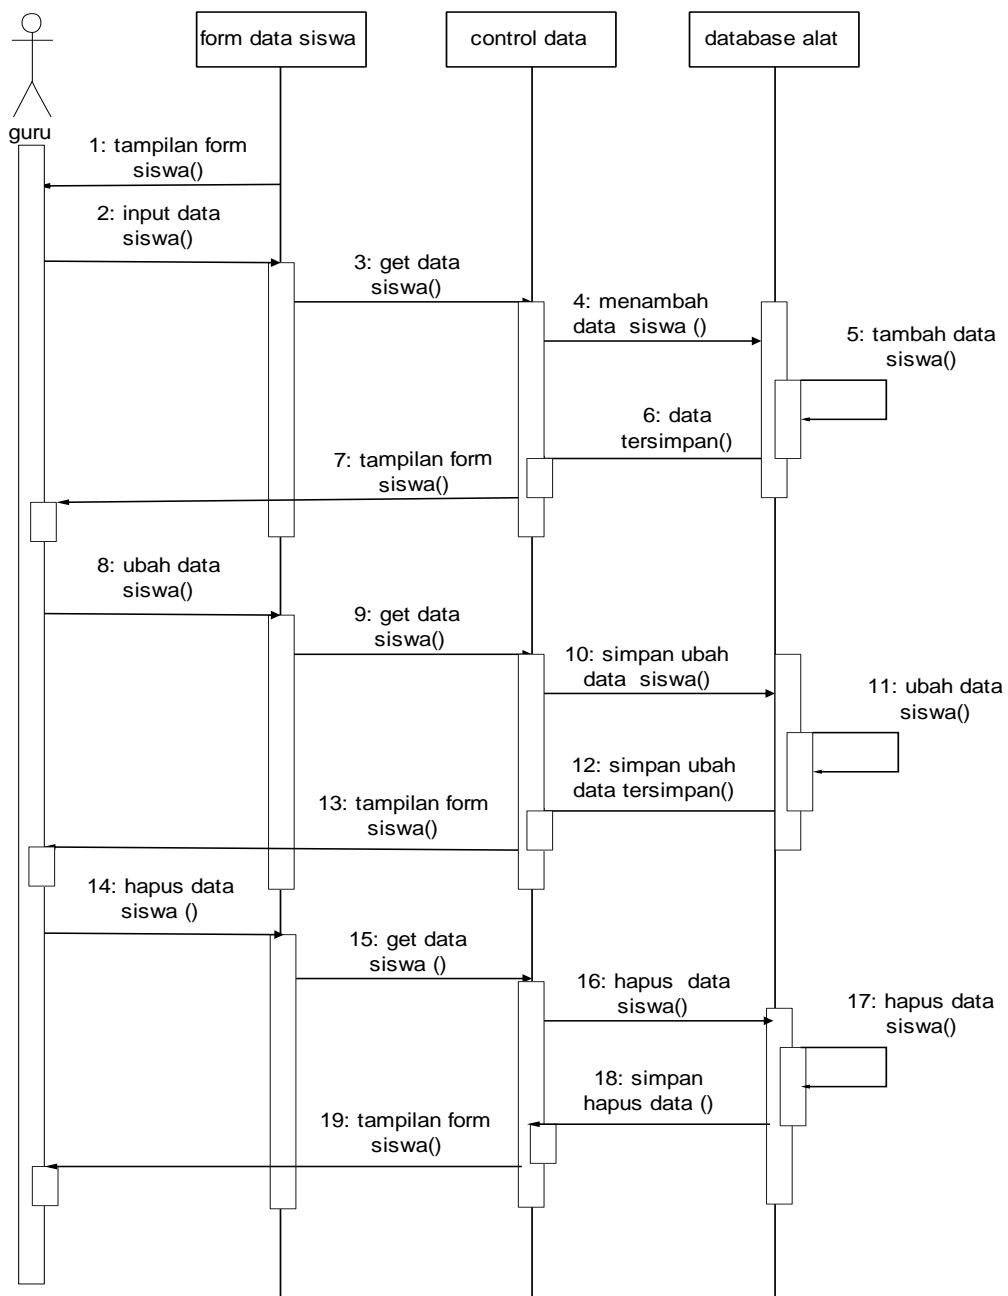 form data siswa
control data
database alat
guru
1: tampilan form
siswa()
2: input data
siswa()
3: get data
siswa()
4: menambah
data siswa ()
5: tambah data
siswa()
6: data
tersimpan()
7: tampilan form
siswa()
8: ubah data
siswa()
9: get data
siswa()
10: simpan ubah
data siswa()
11: ubah data
siswa()
12: simpan ubah
data tersimpan()
13: tampilan form
siswa()
14: hapus data
siswa ()
15: get data
siswa ()
16: hapus data
siswa()
17: hapus data
siswa()
18: simpan
hapus data ()
19: tampilan form
siswa()